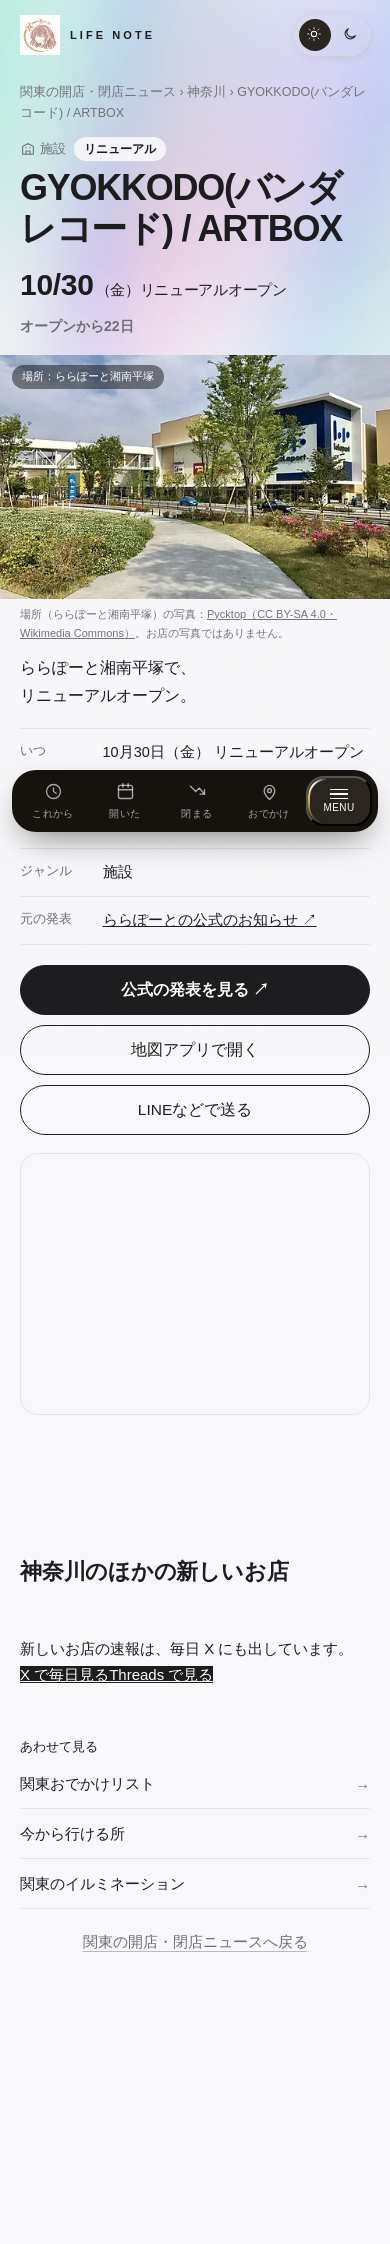 LIFE NOTE
関東の開店・閉店ニュース › 神奈川 › GYOKKODO(バンダレ
コード) / ARTBOX
施設 リニューアル
GYOKKODO(バンダ
レコード) / ARTBOX
10/30（金）リニューアルオープン
オープンから22日
場所：ららぽーと湘南平塚
場所（ららぽーと湘南平塚）の写真：Pycktop（CC BY-SA 4.0・
Wikimedia Commons）。お店の写真ではありません。
ららぽーと湘南平塚で、
リニューアルオープン。
いつ 10月30日（金） リニューアルオープン
これから 開いた 閉まる おでかけ MENU
ジャンル 施設
元の発表 ららぽーとの公式のお知らせ ↗
公式の発表を見る ↗
地図アプリで開く
LINEなどで送る
神奈川のほかの新しいお店
新しいお店の速報は、毎日 X にも出しています。
X で毎日見るThreads で見る
あわせて見る
関東おでかけリスト →
今から行ける所 →
関東のイルミネーション →
関東の開店・閉店ニュースへ戻る